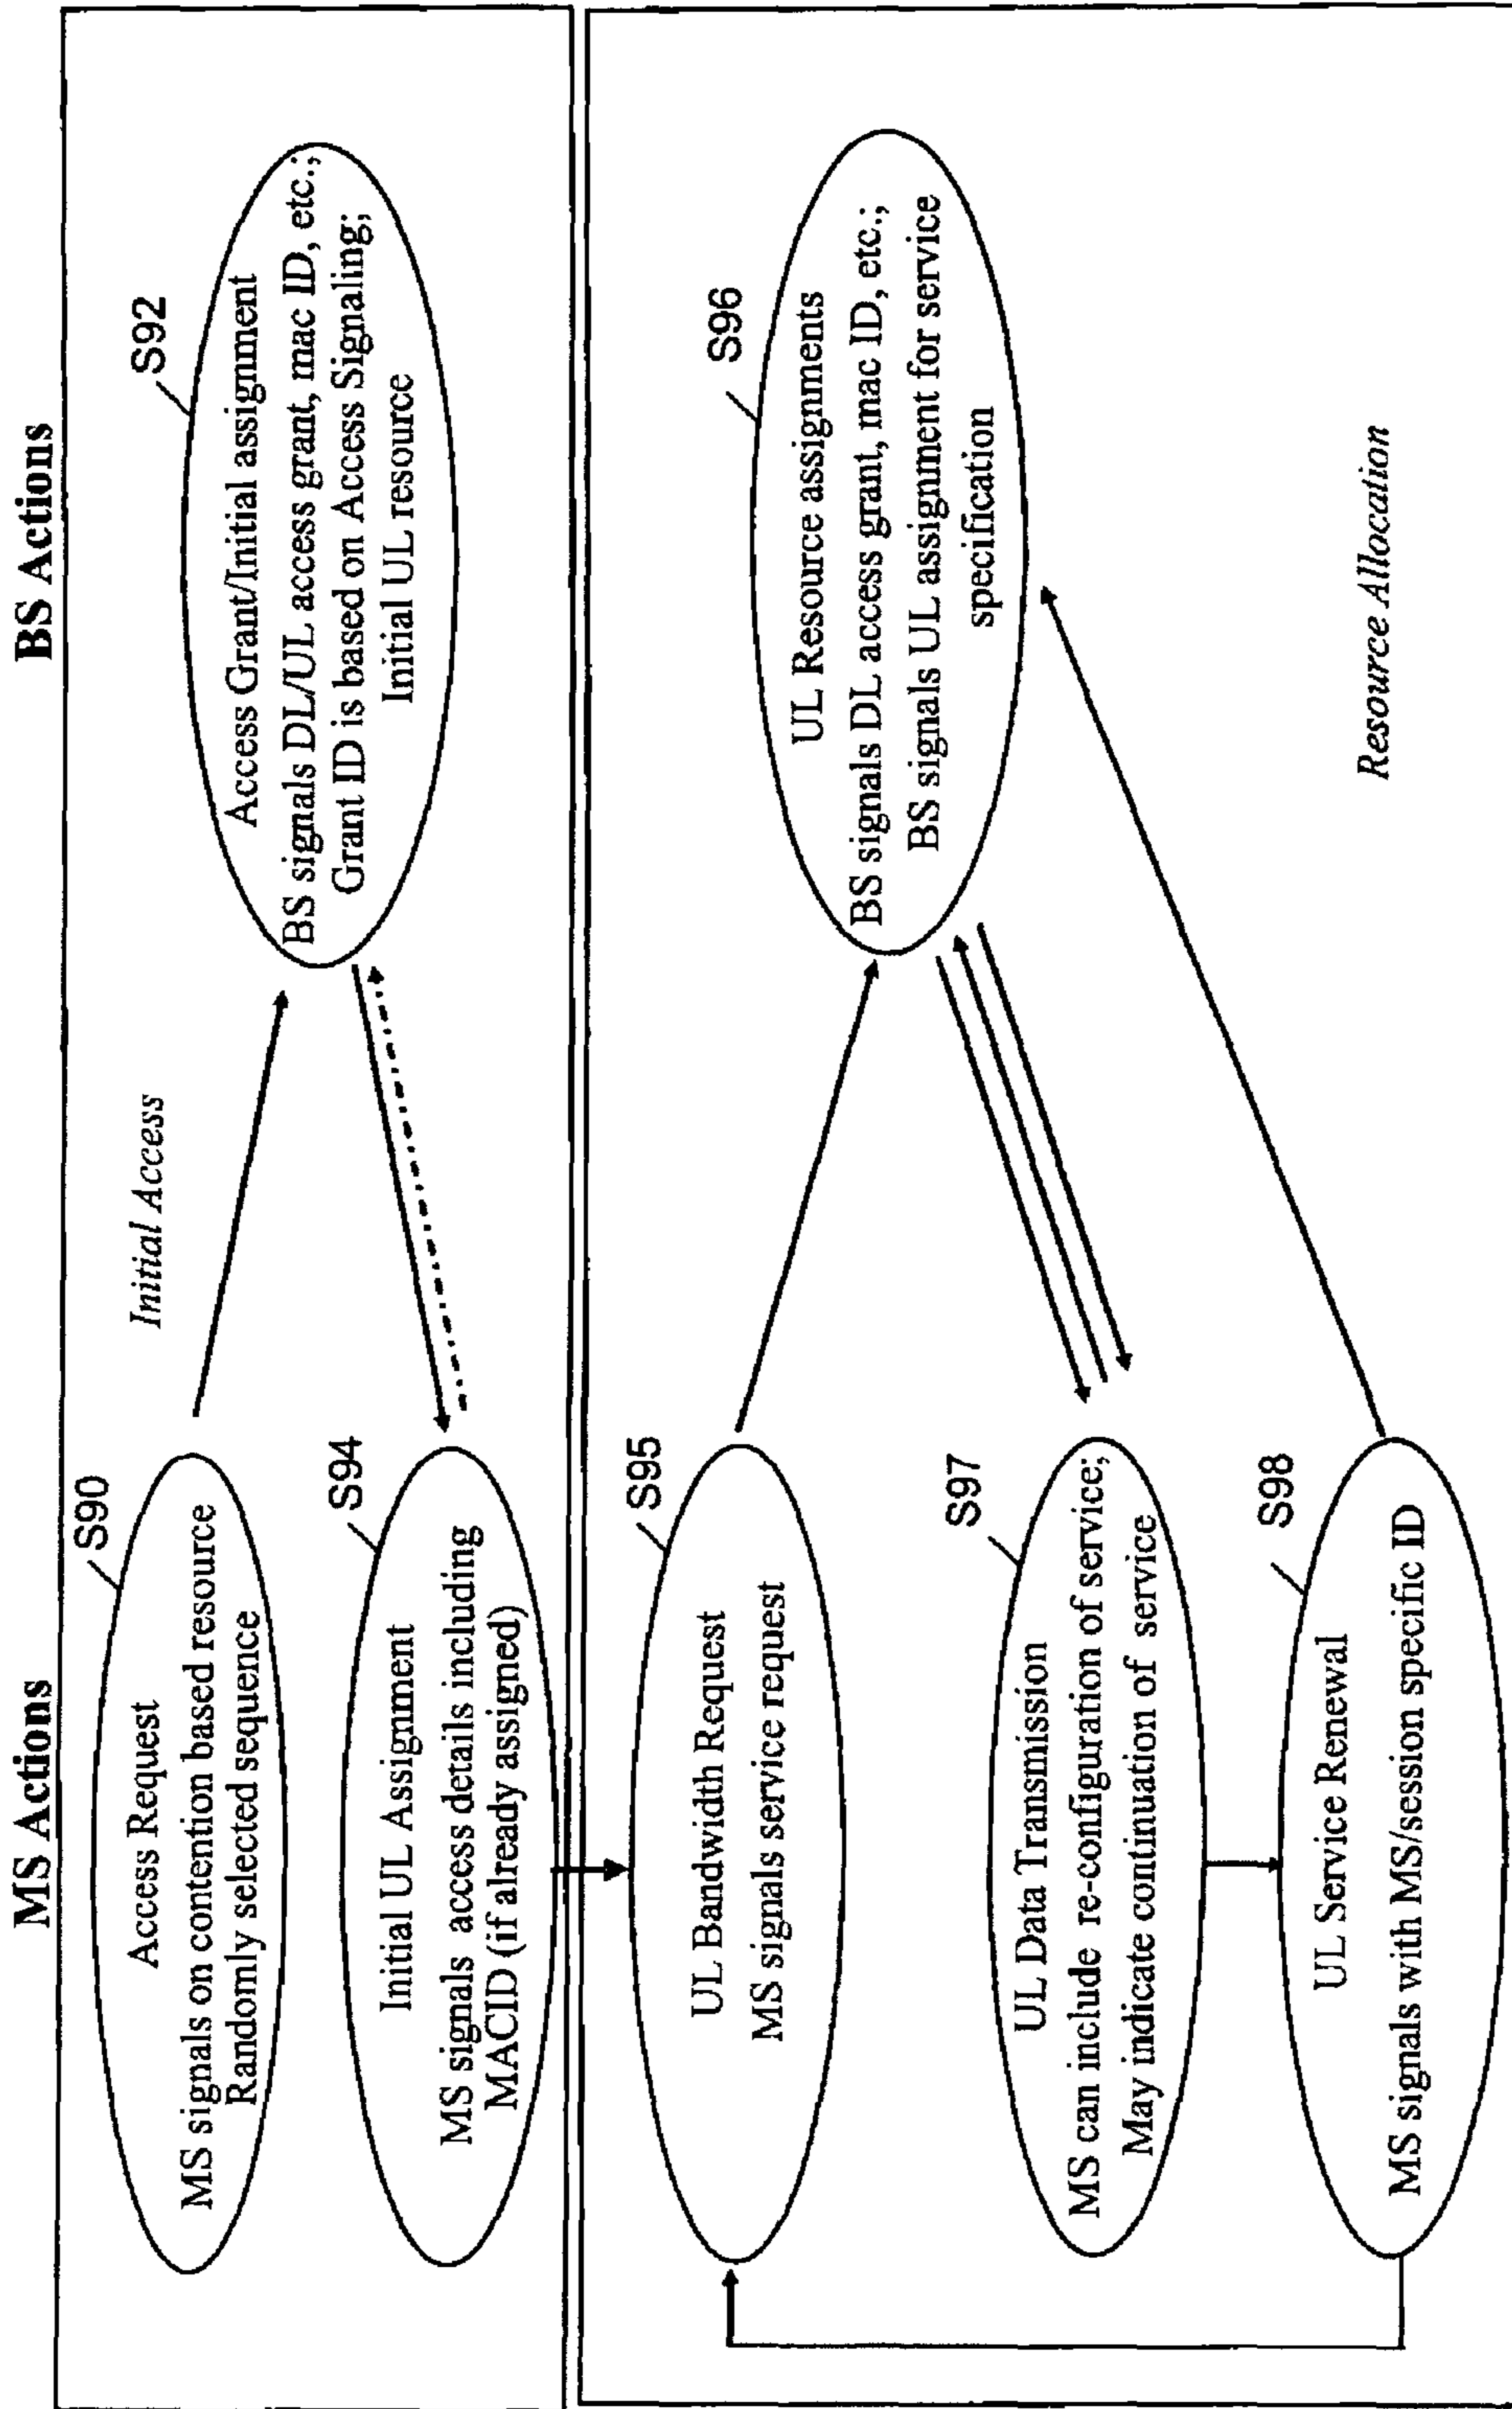 MS Actions
BS Actions
Initial Access
S90
Access Request
MS signals on contention based resource
Randomly selected sequence
S92
Access Grant/Initial assignment
BS signals DL/UL access grant, mac ID, etc.;
Grant ID is based on Access Signaling;
Initial UL resource
S94
Initial UL Assignment
MS signals access details including
MACID (if already assigned)
S95
UL Bandwidth Request
MS signals service request
S96
UL Resource assignments
BS signals DL access grant, mac ID, etc.;
BS signals UL assignment for service
specification
S97
UL Data Transmission
MS can include re-configuration of service;
May indicate continuation of service
S98
UL Service Renewal
MS signals with MS/session specific ID
Resource Allocation